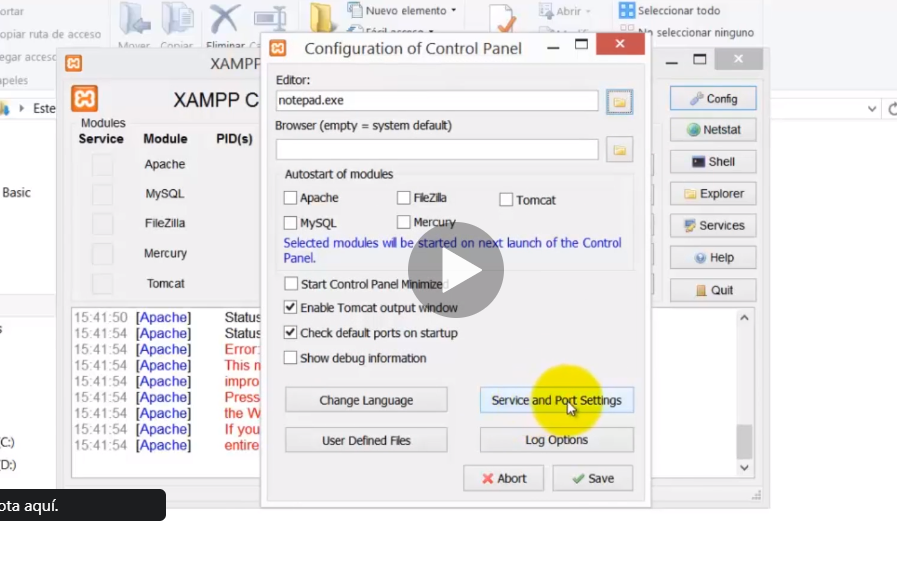 ortar
opiar ruta de acceso
egar acceso
apeles
Mover
Copiar
Eliminar
Nuevo elemento
Fácil acceso
Abrir
Seleccionar todo
No seleccionar ninguno
Este
Basic
(C:)
(D:)
XAMPP
XAMPP C
Modules
Service Module PID(s)
Apache
MySQL
FileZilla
Mercury
Tomcat
15:41:50 [Apache] Status
15:41:54 [Apache] Status
15:41:54 [Apache] Error:
15:41:54 [Apache] This m
15:41:54 [Apache] impro
15:41:54 [Apache] Press
15:41:54 [Apache] the W
15:41:54 [Apache] If you
15:41:54 [Apache] entire
Configuration of Control Panel
Editor:
notepad.exe
Browser (empty = system default)
Autostart of modules
Apache
FileZilla
Tomcat
MySQL
Mercury
Selected modules will be started on next launch of the Control
Panel.
Start Control Panel Minimized
Enable Tomcat output window
Check default ports on startup
Show debug information
Change Language
Service and Port Settings
User Defined Files
Log Options
Abort
Save
Config
Netstat
Shell
Explorer
Services
Help
Quit
ota aquí.